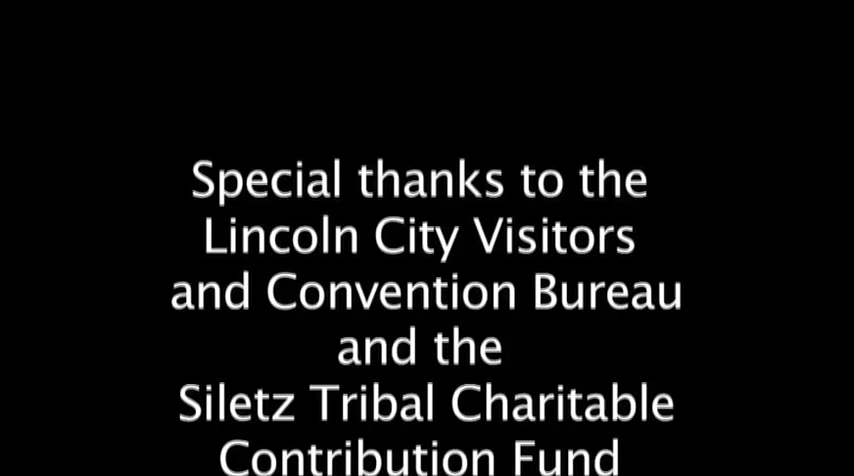 Special thanks to the
Lincoln City Visitors
and Convention Bureau
and the
Siletz Tribal Charitable
Contribution Fund